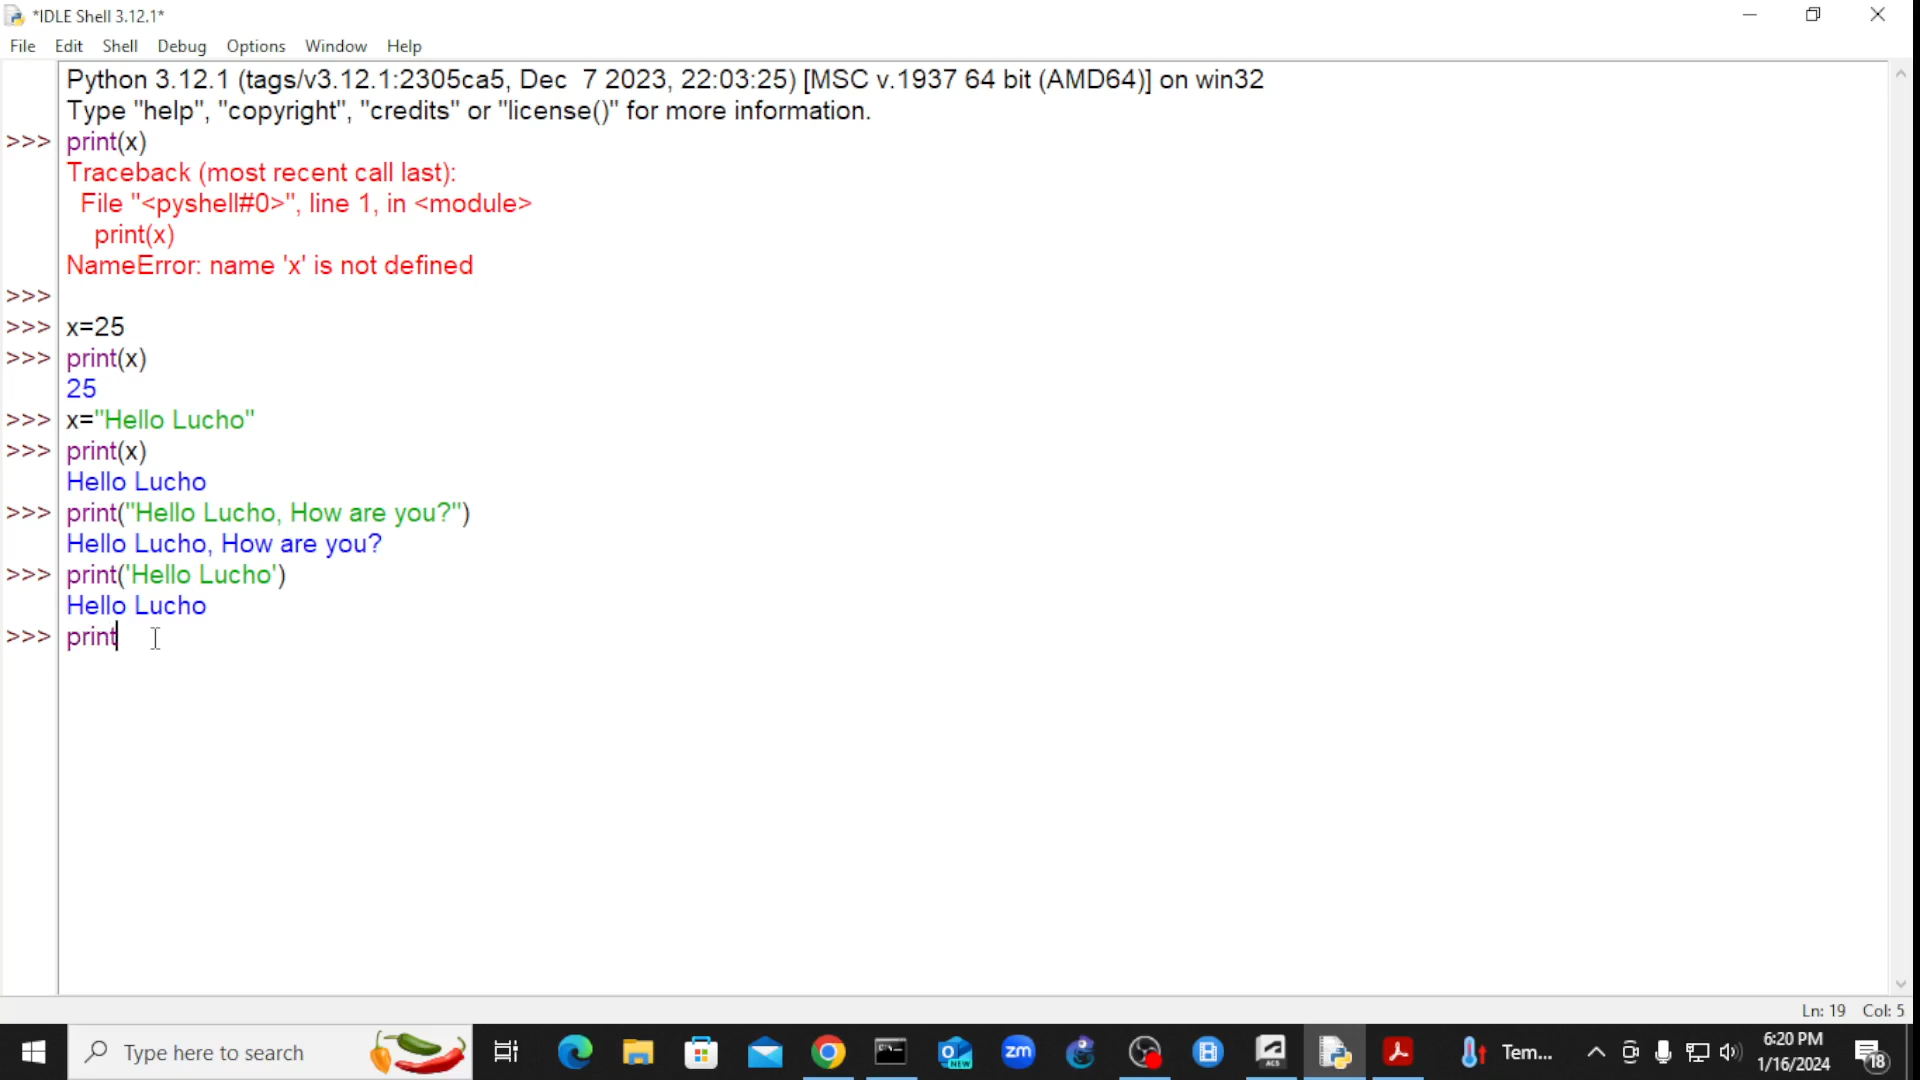 *IDLE Shell 3.12.1*
File Edit Shell Debug Options Window Help
Python 3.12.1 (tags/v3.12.1:2305ca5, Dec  7 2023, 22:03:25) [MSC v.1937 64 bit (AMD64)] on win32
Type "help", "copyright", "credits" or "license()" for more information.
>>> print(x)
Traceback (most recent call last):
File "<pyshell#0>", line 1, in <module>
print(x)
NameError: name 'x' is not defined
>>>
>>> x=25
>>> print(x)
25
>>> x="Hello Lucho"
>>> print(x)
Hello Lucho
>>> print("Hello Lucho, How are you?")
Hello Lucho, How are you?
>>> print('Hello Lucho')
Hello Lucho
>>> print
Ln: 19 Col: 5
Type here to search
NEW
zm
ACS
Tem...
6:20 PM
1/16/2024
18